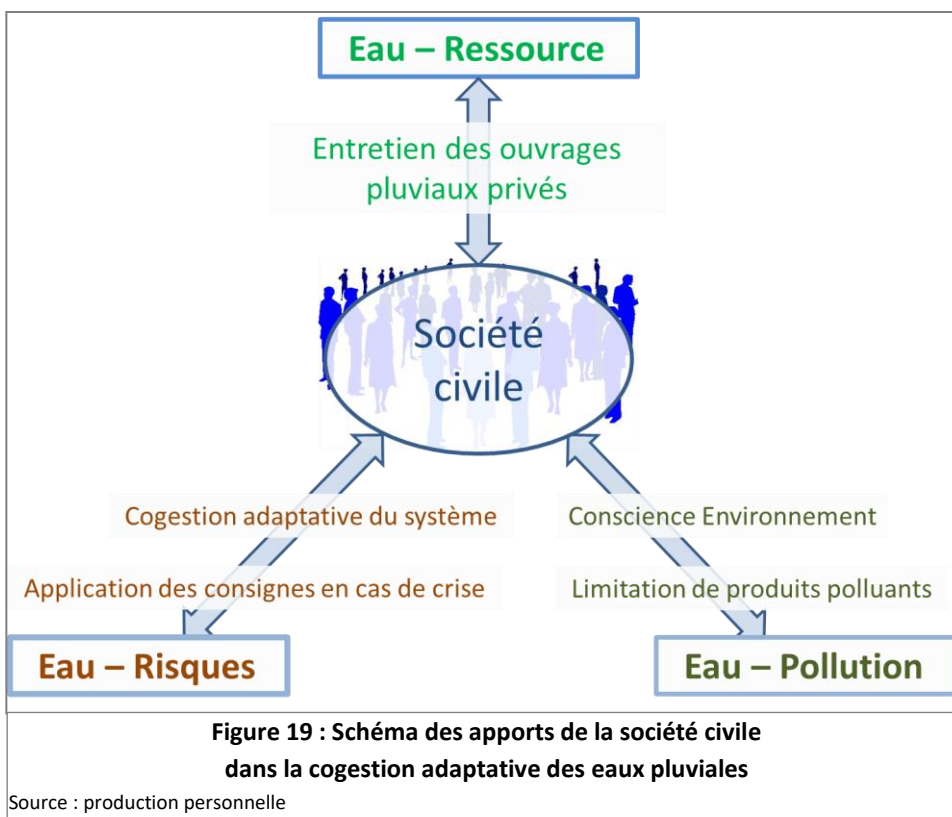 Eau – Ressource
Entretien des ouvrages
pluviaux privés
Société
civile
Cogestion adaptative du système
Conscience Environnement
Application des consignes en cas de crise
Limitation de produits polluants
Eau – Risques
Eau – Pollution
Figure 19 : Schéma des apports de la société civile
dans la cogestion adaptative des eaux pluviales
Source : production personnelle